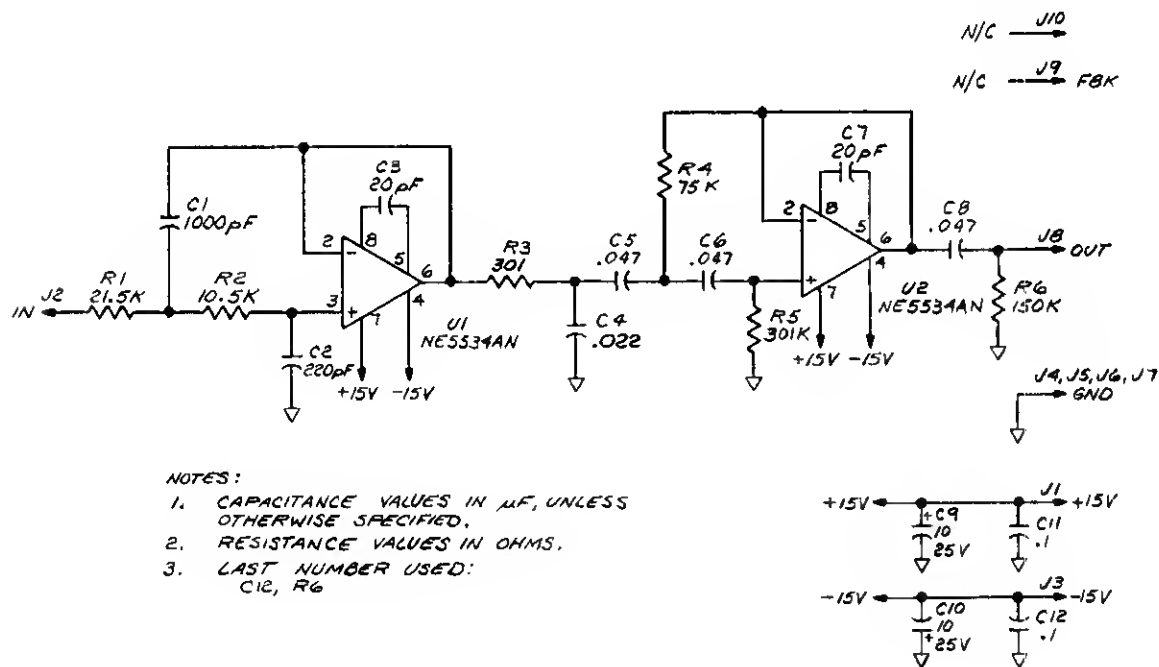 N/C J10
N/C J9 FBK
C7
20pF
C3
20pF
R4
75K
C1
1000pF
2 - 8
5
6
4
+
3
7
U1
NE5534AN
2 - 8
5
6
4
+
7
U2
NE5534AN
C8
.047
J8
OUT
R6
150K
R3
301
C5
.047
C6
.047
R5
301K
C4
.022
IN
J2
R1
21.5K
R2
10.5K
C2
220pF
+15V -15V
+15V -15V
J4, J5, J6, J7
GND
NOTES:
1. CAPACITANCE VALUES IN µF, UNLESS
OTHERWISE SPECIFIED.
2. RESISTANCE VALUES IN OHMS.
3. LAST NUMBER USED:
C12, R6
+15V J1 +15V
+C9
10
25V
C11
.1
-15V J3 -15V
C10
10
+25V
C12
.1